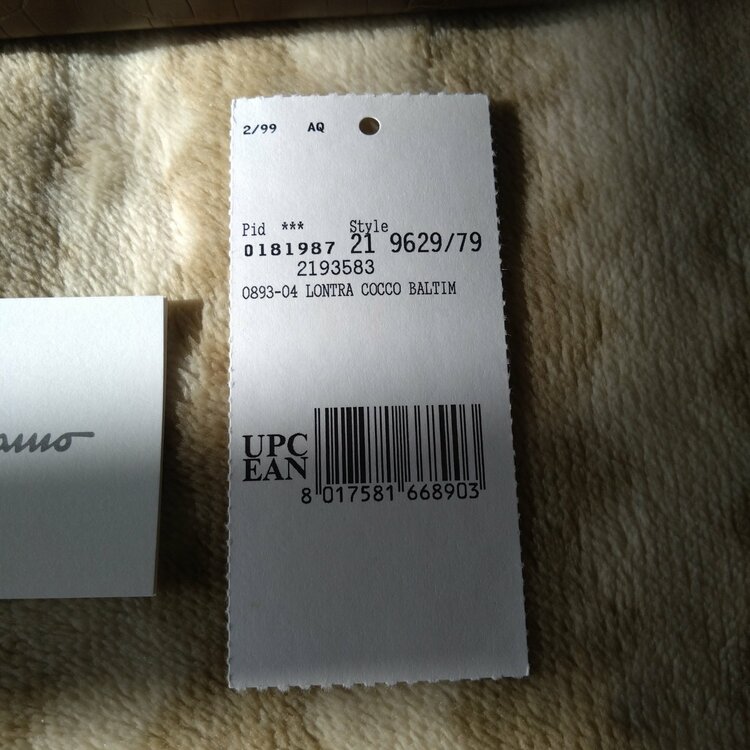 2/99 AQ
Pid *** Style
0181987 21 9629/79
2193583
0893-04 LONTRA COCCO BALTIM
UPC
EAN
8 017581 668903